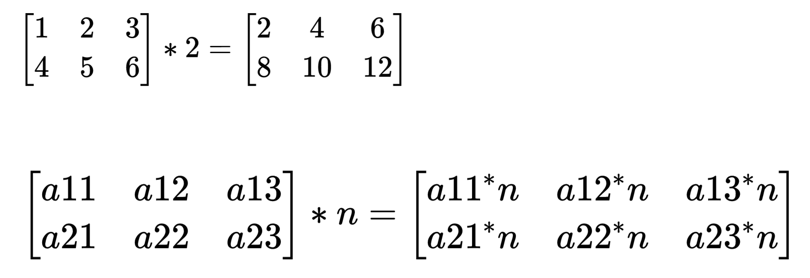 [1 2 3] [2 4 6]
[4 5 6] * 2 = [8 10 12]
[a11 a12 a13] [a11*n a12*n a13*n]
[a21 a22 a23] * n = [a21*n a22*n a23*n]